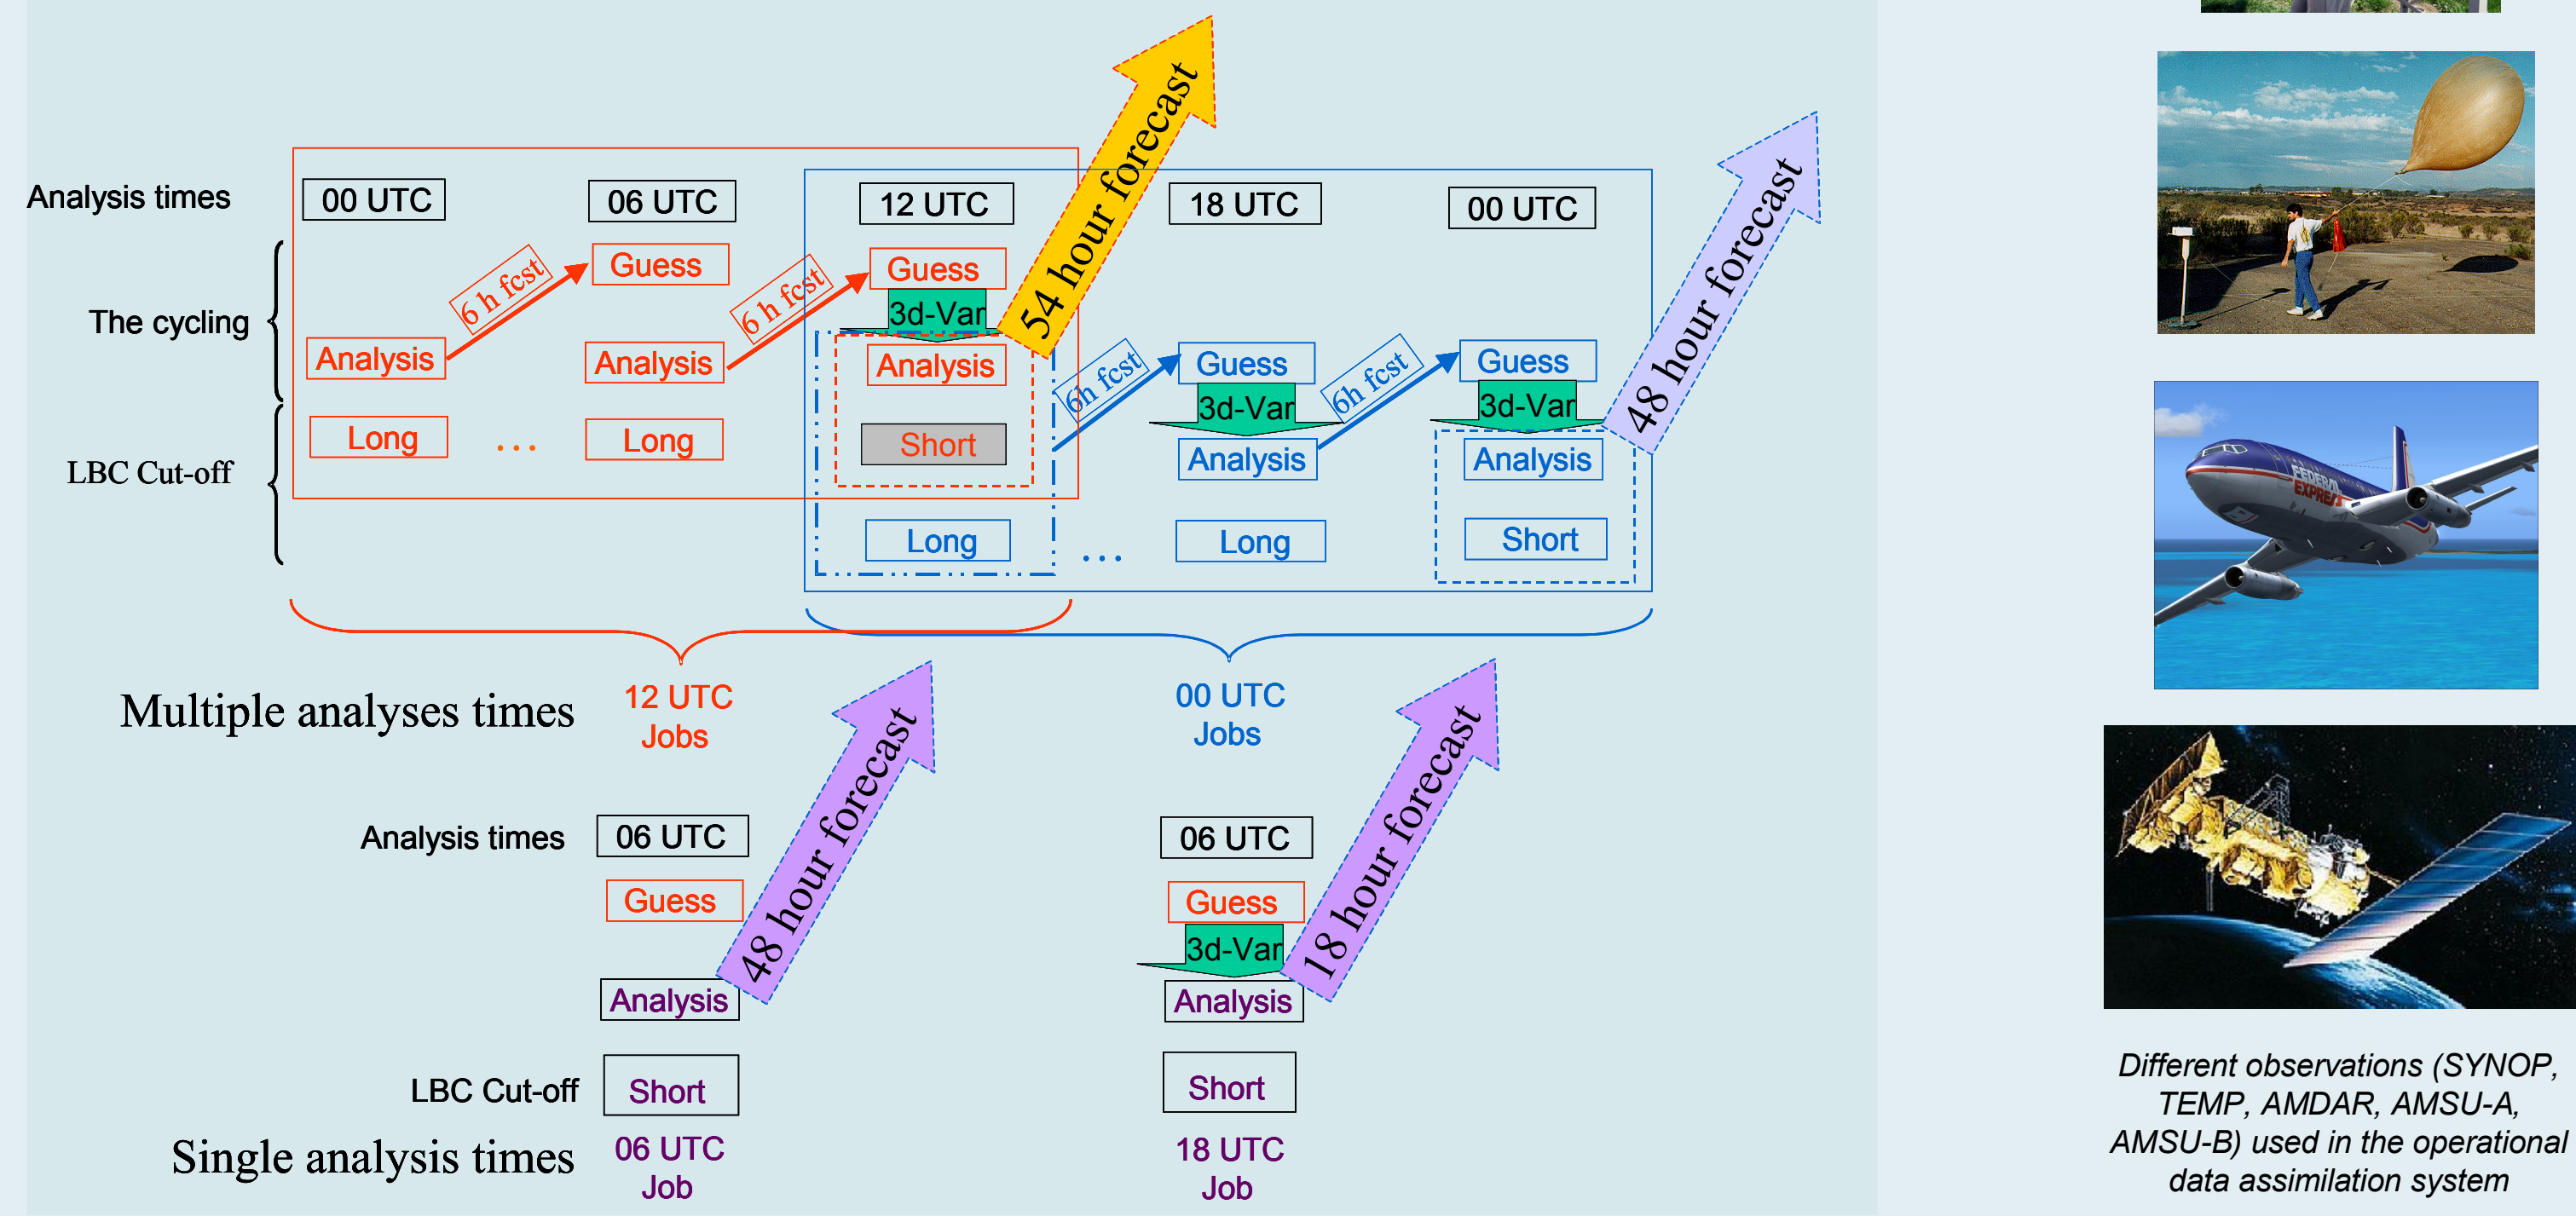 Analysis times
00 UTC
06 UTC
12 UTC
18 UTC
00 UTC
54 hour forecast
48 hour forecast
The cycling
6 h fcst
Guess
6 h fcst
Guess
3d-Var
Analysis
Analysis
Analysis
6h fcst
Guess
3d-Var
Analysis
6h fcst
Guess
3d-Var
Analysis
LBC Cut-off
Long
...
Long
Short
Long
...
Long
Short
Multiple analyses times
12 UTC
Jobs
00 UTC
Jobs
Analysis times
06 UTC
Guess
Analysis
48 hour forecast
06 UTC
Guess
3d-Var
Analysis
18 hour forecast
LBC Cut-off
Short
Short
Single analysis times
06 UTC
Job
18 UTC
Job
FEDERAL
EXPRESS
Different observations (SYNOP,
TEMP, AMDAR, AMSU-A,
AMSU-B) used in the operational
data assimilation system